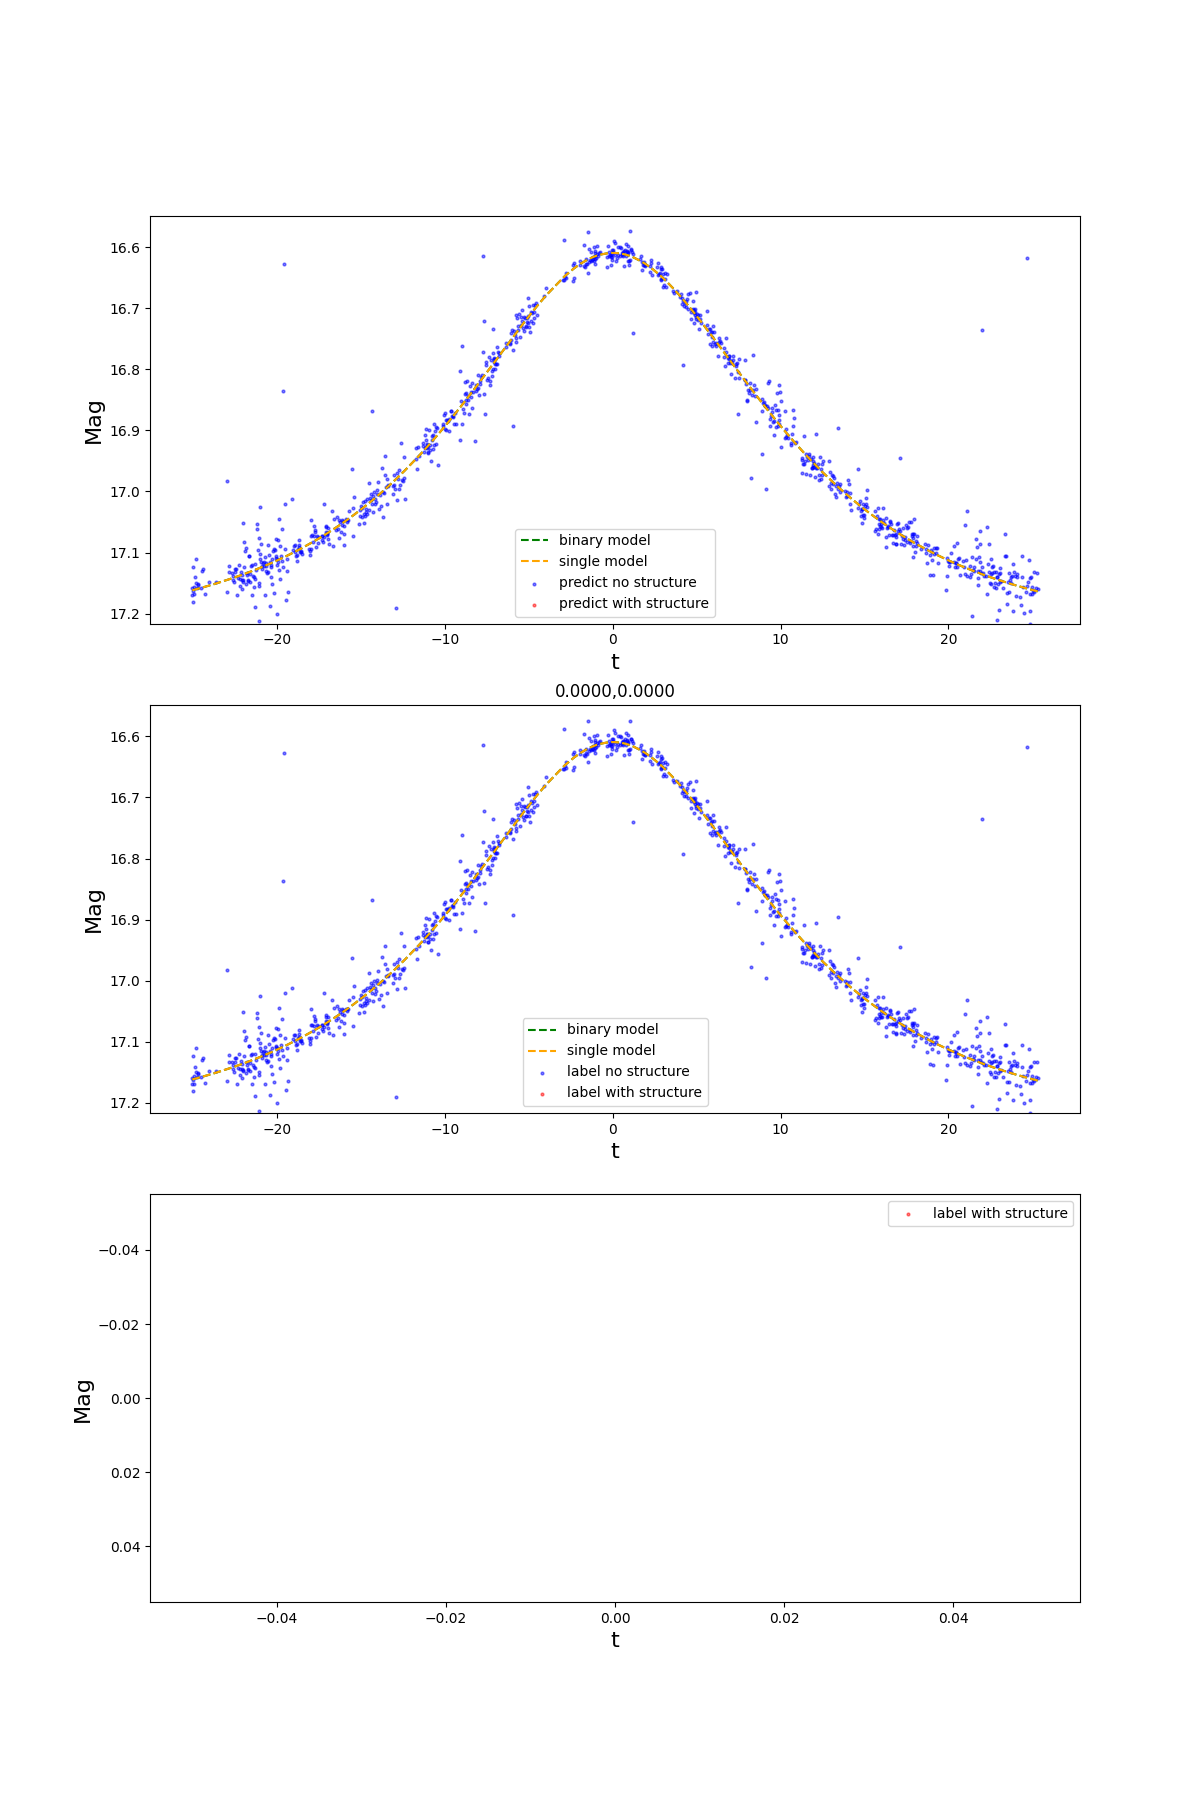 16.6
16.7
16.8
16.9
17.0
17.1
17.2
Mag
binary model
single model
predict no structure
predict with structure
−20
−10
0
10
20
t
0.0000,0.0000
16.6
16.7
16.8
16.9
17.0
17.1
17.2
Mag
binary model
single model
label no structure
label with structure
−20
−10
0
10
20
t
label with structure
−0.04
−0.02
0.00
0.02
0.04
Mag
−0.04
−0.02
0.00
0.02
0.04
t